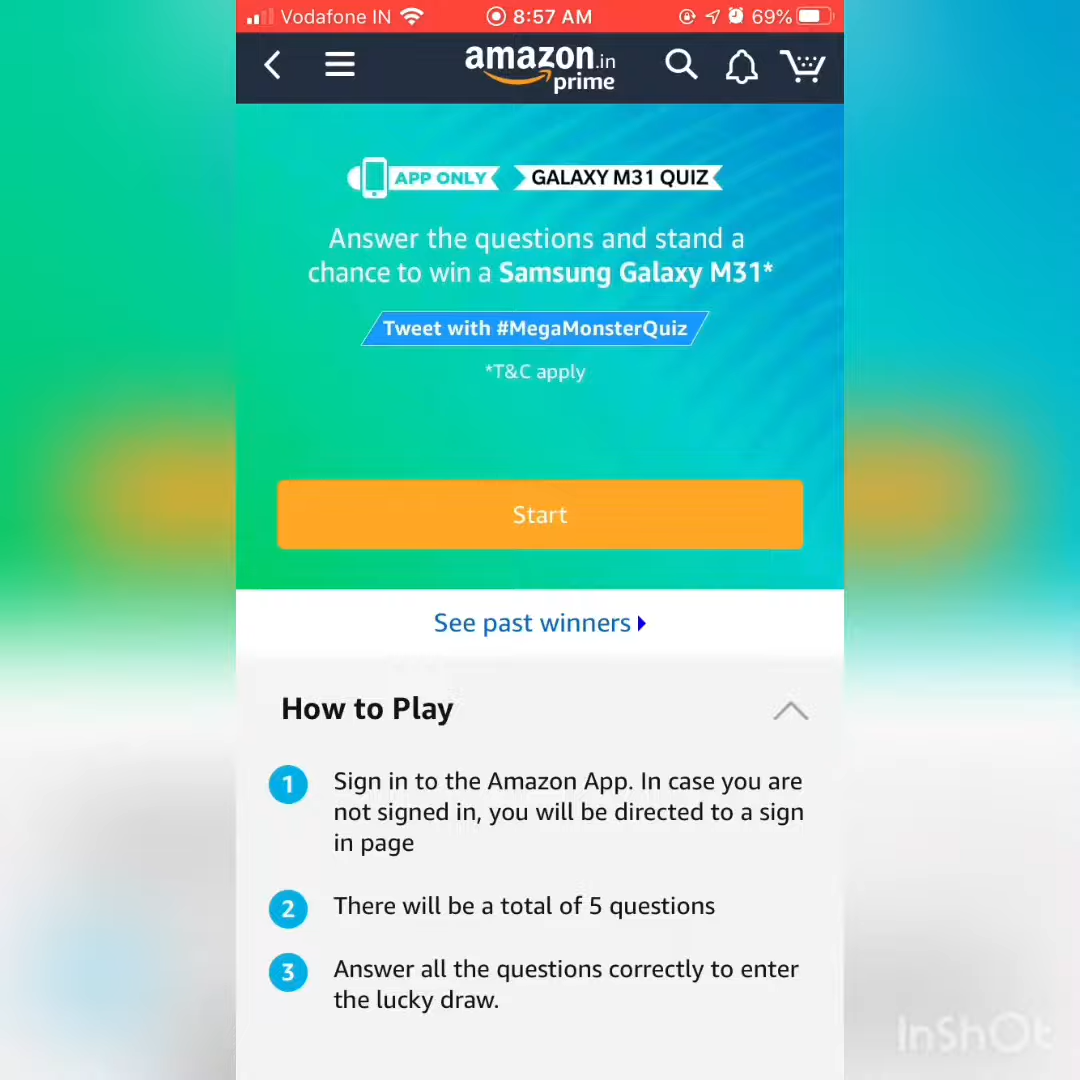 Vodafone IN 8:57 AM 69%
amazon.in
prime
APP ONLY GALAXY M31 QUIZ
Answer the questions and stand a
chance to win a Samsung Galaxy M31*
Tweet with #MegaMonsterQuiz
*T&C apply
Start
See past winners
How to Play
1 Sign in to the Amazon App. In case you are
not signed in, you will be directed to a sign
in page
2 There will be a total of 5 questions
3 Answer all the questions correctly to enter
the lucky draw.
InShOt